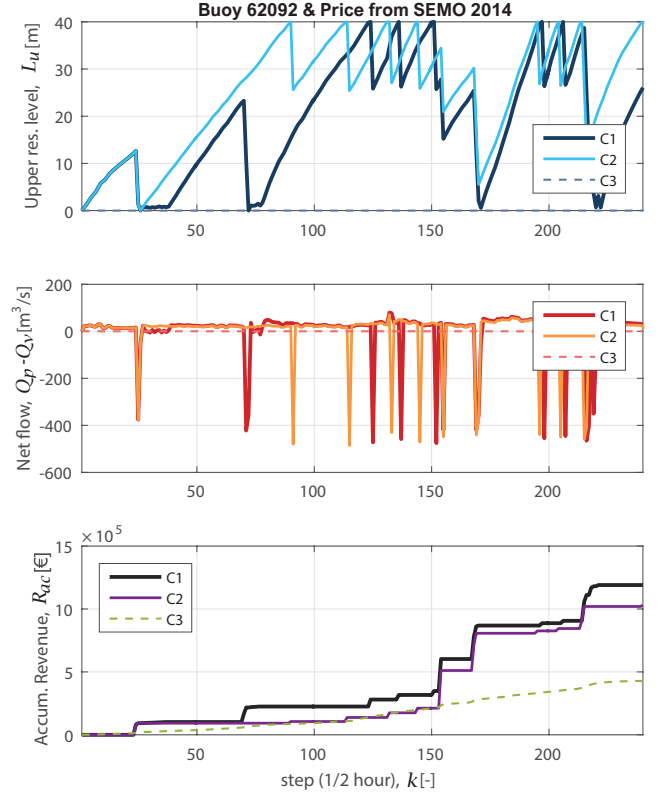 Buoy 62092 & Price from SEMO 2014
Upper res. level, L_u [m]
40
30
20
10
0
C1
C2
C3
50
100
150
200
Net flow, Q_p-Q_v [m³/s]
200
0
-200
-400
-600
C1
C2
C3
50
100
150
200
× 10⁵
Accum. Revenue, R_ac [€]
15
10
5
0
C1
C2
C3
50
100
150
200
step (1/2 hour), k [-]